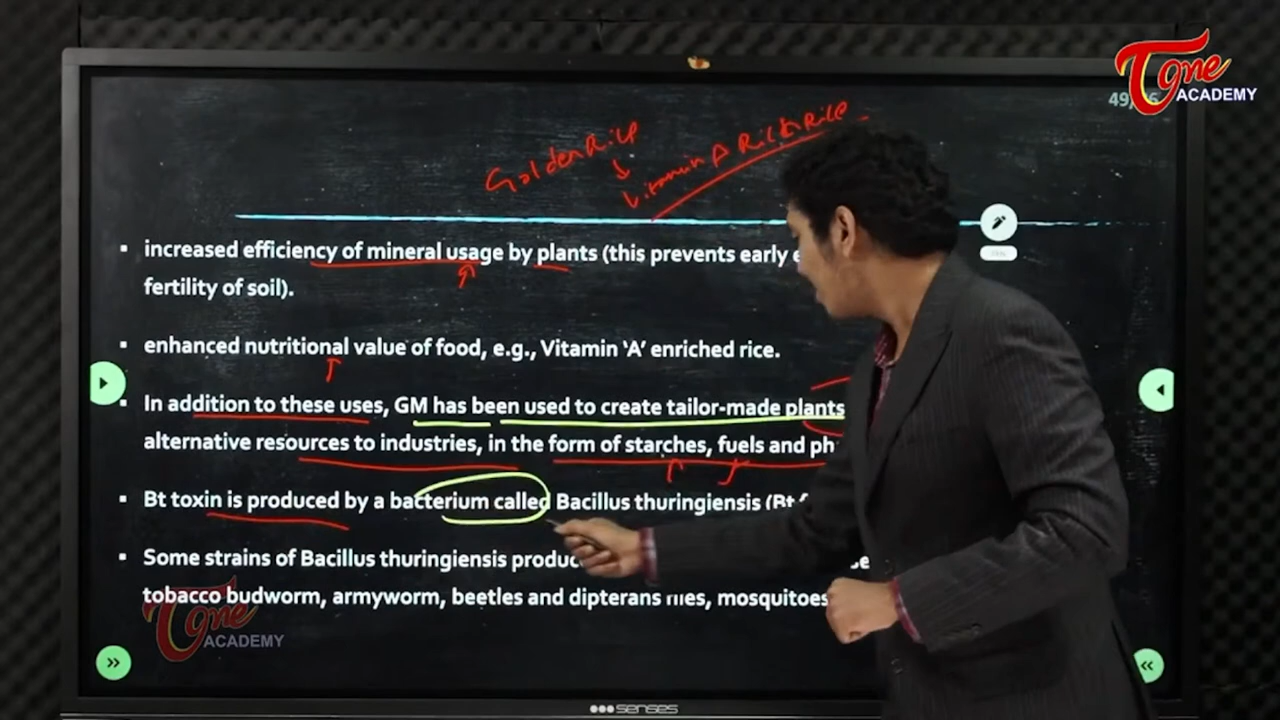 Tone
ACADEMY
49/
Golden Rice
Vitamin A Rich Rice
increased efficiency of mineral usage by plants (this prevents early
fertility of soil).
enhanced nutritional value of food, e.g., Vitamin ‘A’ enriched rice.
In addition to these uses, GM has been used to create tailor-made plants
alternative resources to industries, in the form of starches, fuels and
Bt toxin is produced by a bacterium called Bacillus thuringiensis (Bt
Some strains of Bacillus thuringiensis
tobacco budworm, armyworm, beetles and dipterans flies, mosquitoes
Tone
ACADEMY
senses